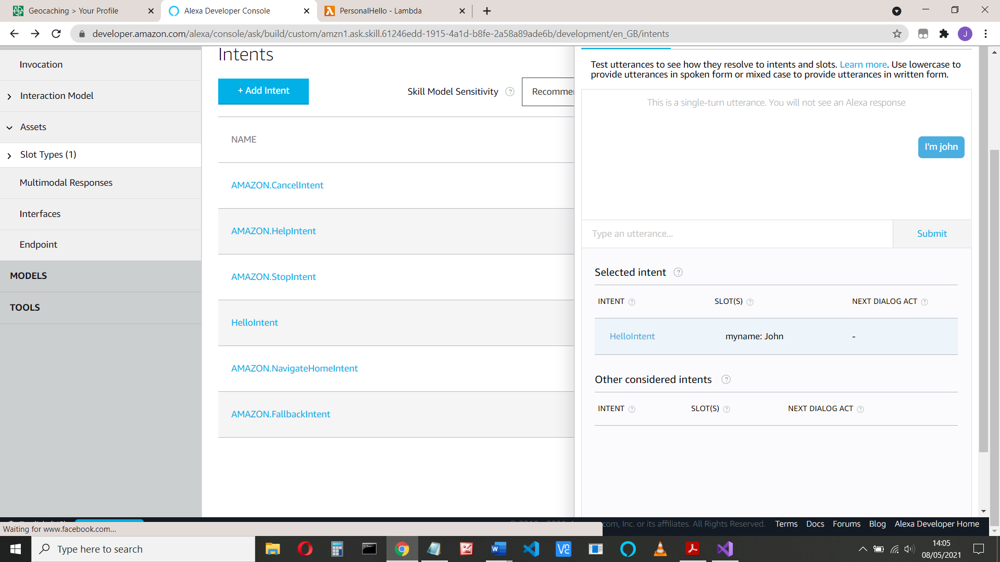 Geocaching > Your Profile
Alexa Developer Console
PersonalHello - Lambda
developer.amazon.com/alexa/console/ask/build/custom/amzn1.ask.skill.61246edd-1915-4a1d-b8fe-2a58a89ade6b/development/en_GB/intents
J
Invocation
Interaction Model
Assets
Slot Types (1)
Multimodal Responses
Interfaces
Endpoint
MODELS
TOOLS
Intents
+ Add Intent
Skill Model Sensitivity ?
Recommen
NAME
AMAZON.CancelIntent
AMAZON.HelpIntent
AMAZON.StopIntent
HelloIntent
AMAZON.NavigateHomeIntent
AMAZON.FallbackIntent
Test utterances to see how they resolve to intents and slots. Learn more. Use lowercase to
provide utterances in spoken form or mixed case to provide utterances in written form.
This is a single-turn utterance. You will not see an Alexa response
I'm john
Type an utterance...
Submit
Selected intent ?
INTENT ? SLOT(S) ? NEXT DIALOG ACT ?
HelloIntent myname: John -
Other considered intents ?
INTENT ? SLOT(S) ? NEXT DIALOG ACT ?
com, Inc. or its affiliates. All Rights Reserved. Terms Docs Forums Blog Alexa Developer Home
Waiting for www.facebook.com...
Type here to search
14:05
08/05/2021